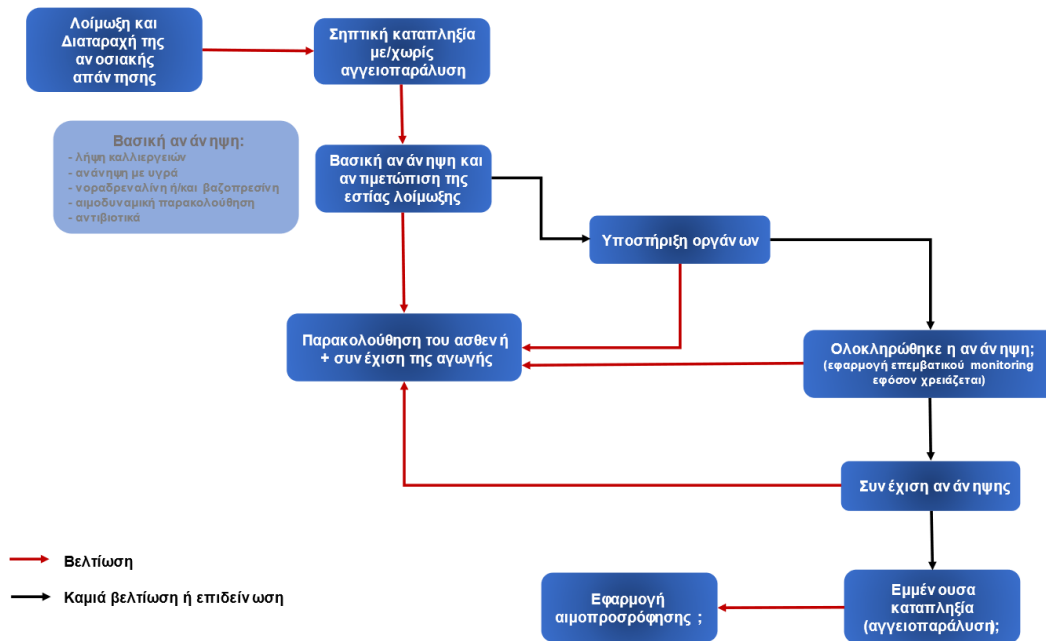 Λοίμωξη και
Διαταραχή της
ανοσιακής
απάντησης
Σηπτική καταπληξία
με/χωρίς
αγγειοπαράλυση
Βασική ανάνηψη:
- λήψη καλλιεργειών
- ανάνηψη με υγρά
- νοραδρεναλίνη ή/και βαζοπρεσίνη
- αιμοδυναμική παρακολούθηση
- αντιβιοτικά
Βασική ανάνηψη και
αντιμετώπιση της
εστίας λοίμωξης
Υποστήριξη οργάνων
Παρακολούθηση του ασθενή
+ συνέχιση της αγωγής
Ολοκληρώθηκε η ανάνηψη;
(εφαρμογή επεμβατικού monitoring
εφόσον χρειάζεται)
Συνέχιση ανάνηψης
Βελτίωση
Καμιά βελτίωση ή επιδείνωση
Εφαρμογή
αιμοπροσρόφησης ;
Εμμένουσα
καταπληξία
(αγγειοπαράλυση);